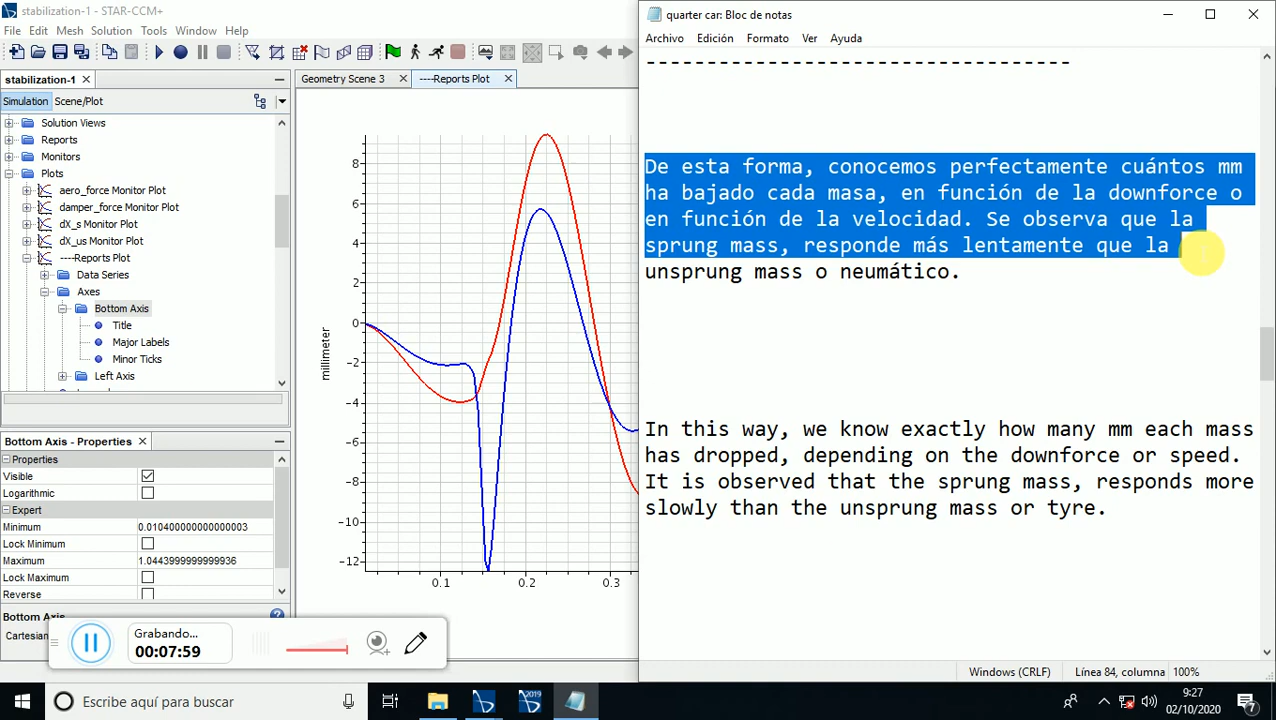 stabilization-1 - STAR-CCM+
File Edit Mesh Solution Tools Window Help
stabilization-1
Simulation Scene/Plot
Solution Views
Reports
Monitors
Plots
aero_force Monitor Plot
damper_force Monitor Plot
dX_s Monitor Plot
dX_us Monitor Plot
----Reports Plot
Data Series
Axes
Bottom Axis
Title
Major Labels
Minor Ticks
Left Axis
Bottom Axis - Properties
Properties
Visible
Logarithmic
Expert
Minimum 0.010400000000000003
Lock Minimum
Maximum 1.0443999999999936
Lock Maximum
Reverse
Bottom Axis
Cartesian
Geometry Scene 3 ----Reports Plot
millimeter
8
6
4
2
0
-2
-4
-6
-8
-10
-12
0.1 0.2 0.3
Grabando...
00:07:59
quarter car: Bloc de notas
Archivo Edición Formato Ver Ayuda
-----------------------------------
De esta forma, conocemos perfectamente cuántos mm
ha bajado cada masa, en función de la downforce o
en función de la velocidad. Se observa que la
sprung mass, responde más lentamente que la
unsprung mass o neumático.
In this way, we know exactly how many mm each mass
has dropped, depending on the downforce or speed.
It is observed that the sprung mass, responds more
slowly than the unsprung mass or tyre.
Windows (CRLF) Línea 84, columna 100%
Escribe aquí para buscar
2019
9:27
02/10/2020
7